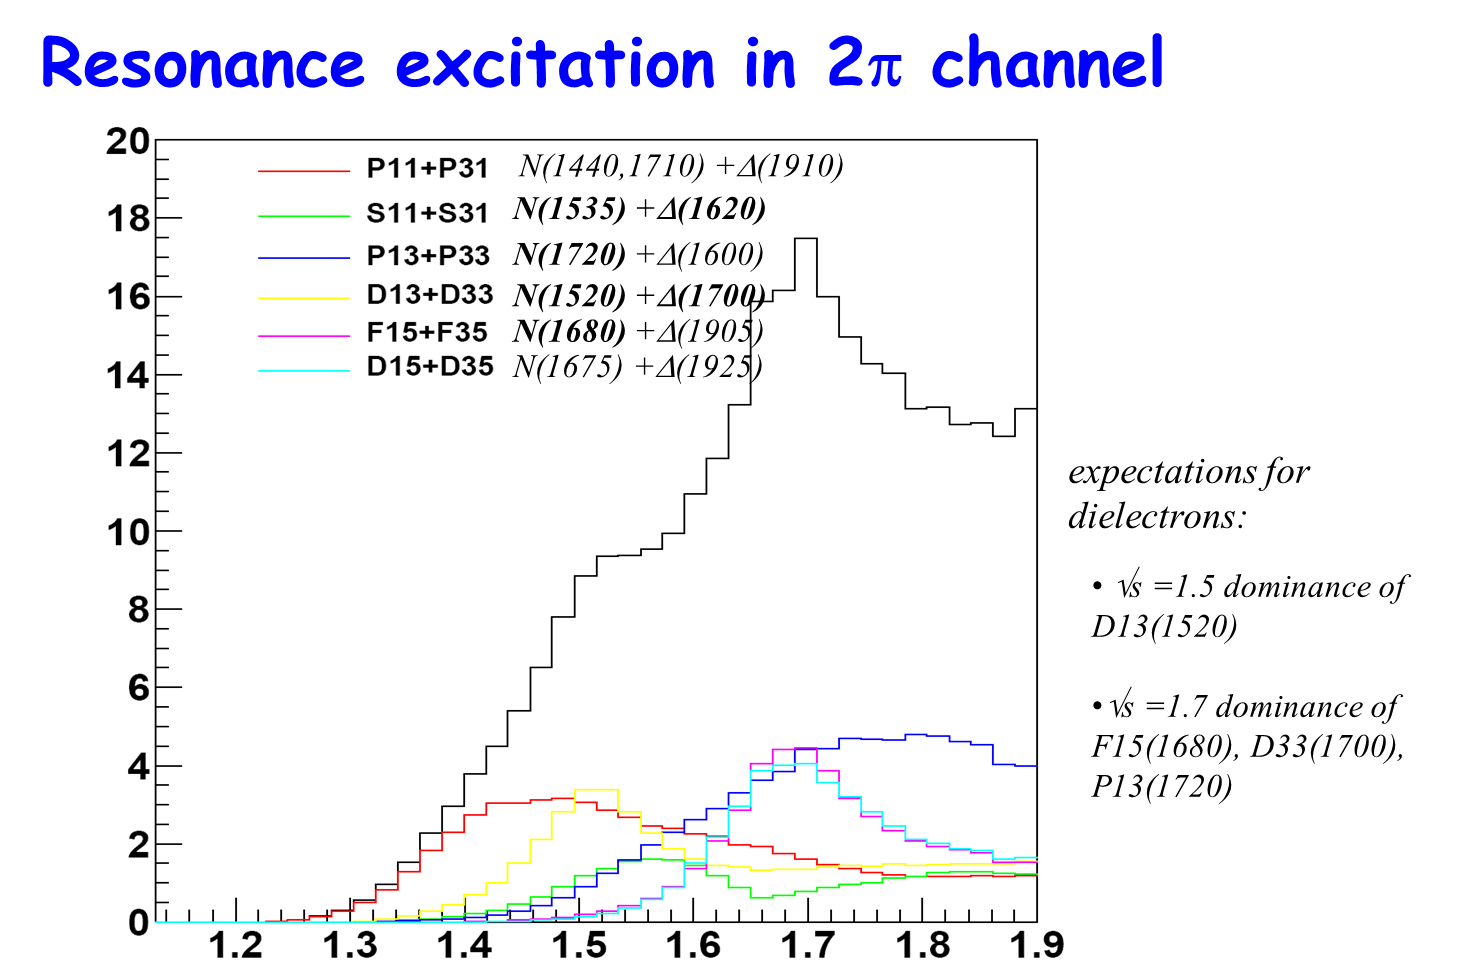 Resonance excitation in 2π channel
20
18
16
14
12
10
8
6
4
2
0
P11+P31 N(1440,1710) +Δ(1910)
S11+S31 N(1535) +Δ(1620)
P13+P33 N(1720) +Δ(1600)
D13+D33 N(1520) +Δ(1700)
F15+F35 N(1680) +Δ(1905)
D15+D35 N(1675) +Δ(1925)
1.2 1.3 1.4 1.5 1.6 1.7 1.8 1.9
expectations for
dielectrons:
• √s =1.5 dominance of
D13(1520)
•√s =1.7 dominance of
F15(1680), D33(1700),
P13(1720)